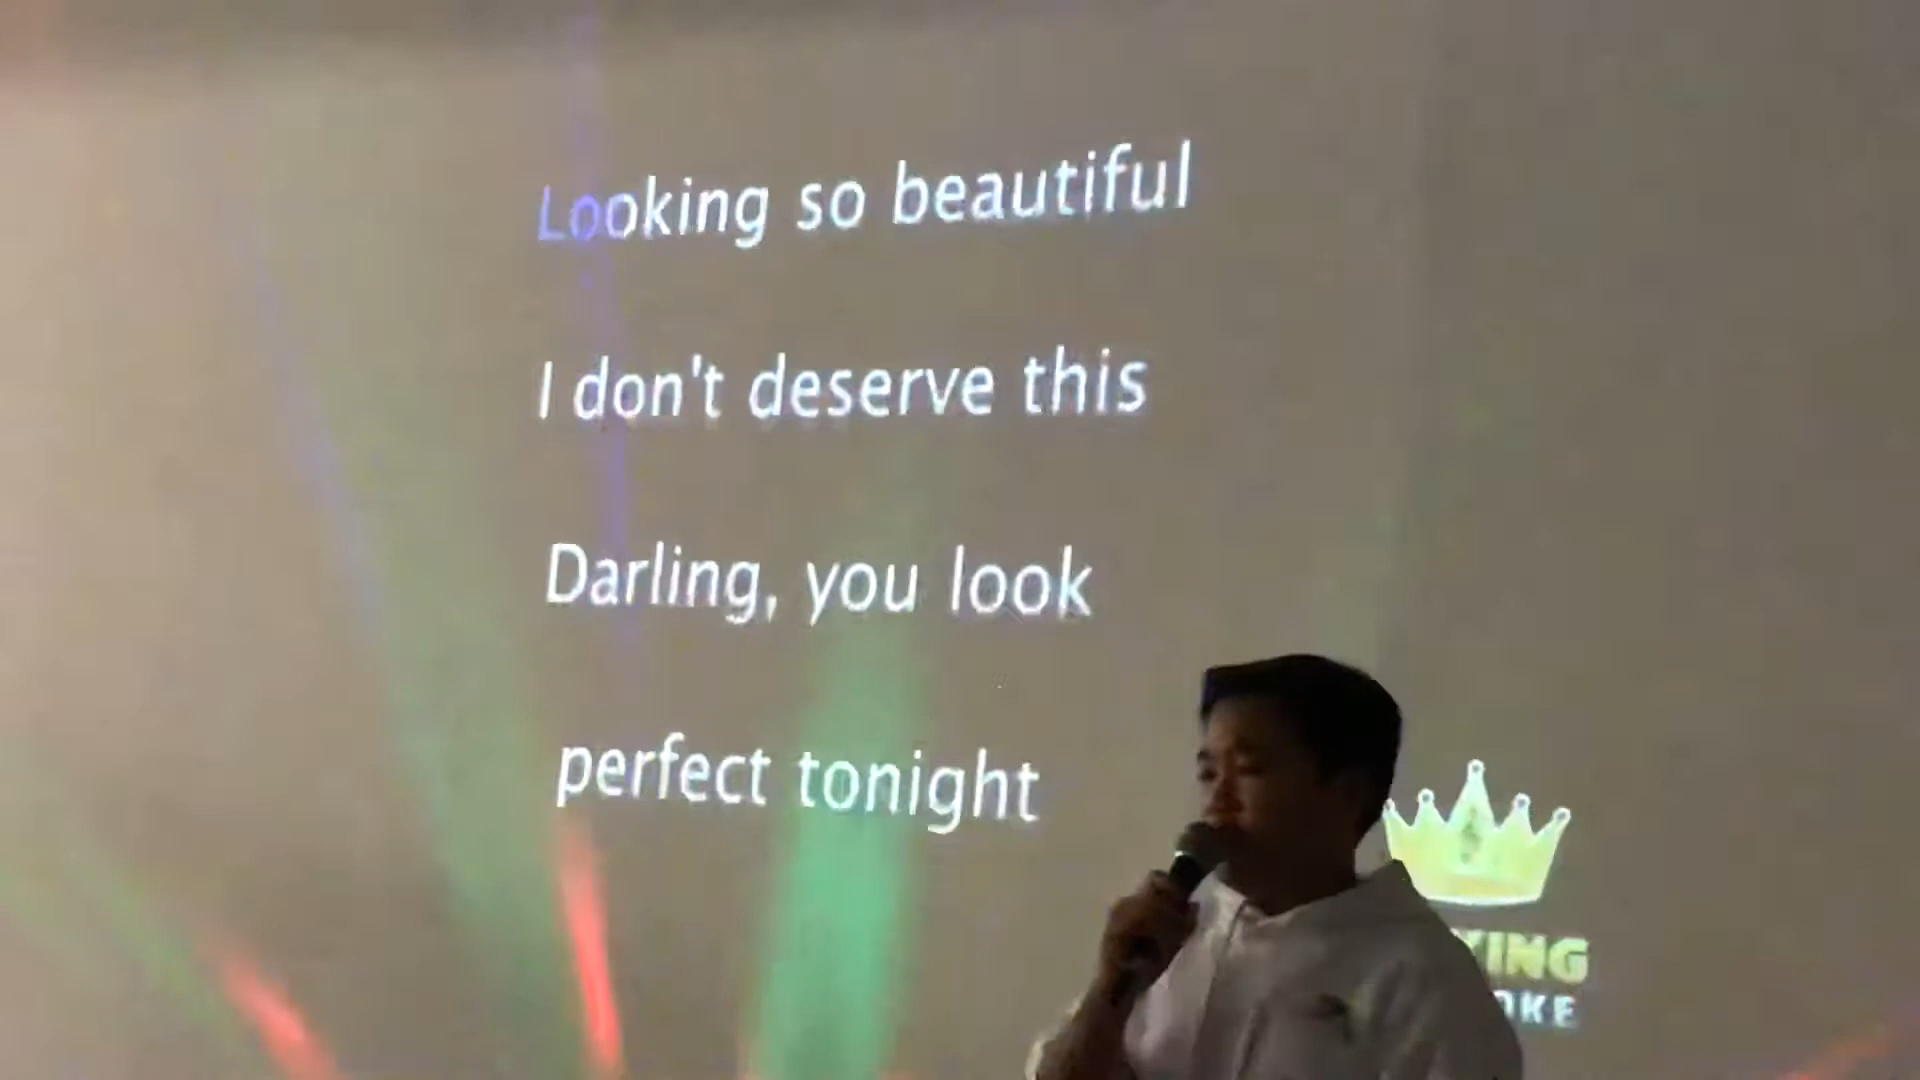 Looking so beautiful
I don't deserve this
Darling, you look
perfect tonight